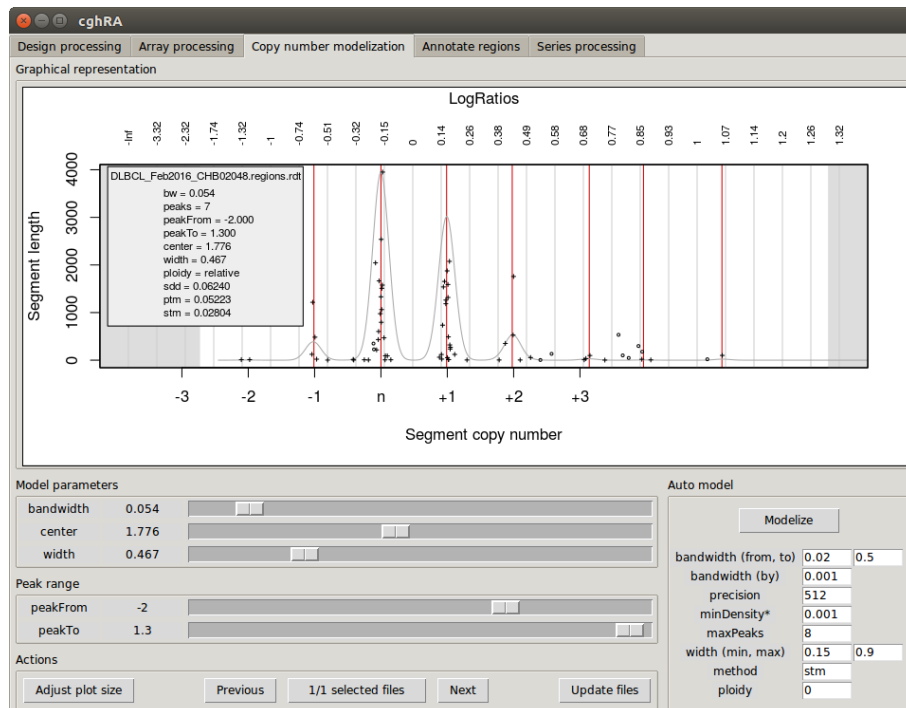 cghRA
Design processing Array processing Copy number modelization Annotate regions Series processing
Graphical representation
LogRatios
-Inf -3.32 -2.32 -1.74 -1.32 -1 -0.74 -0.51 -0.32 -0.15 0 0.14 0.26 0.38 0.49 0.58 0.68 0.77 0.85 0.93 1 1.07 1.14 1.2 1.26 1.32
Segment length
4000
3000
2000
1000
0
DLBCL_Feb2016_CHB02048.regions.rdt
bw = 0.054
peaks = 7
peakFrom = -2.000
peakTo = 1.300
center = 1.776
width = 0.467
ploidy = relative
sdd = 0.06240
ptm = 0.05223
stm = 0.02804
-3 -2 -1 n +1 +2 +3
Segment copy number
Model parameters
bandwidth 0.054
center 1.776
width 0.467
Peak range
peakFrom -2
peakTo 1.3
Actions
Adjust plot size Previous 1/1 selected files Next Update files
Auto model
Modelize
bandwidth (from, to) 0.02 0.5
bandwidth (by) 0.001
precision 512
minDensity* 0.001
maxPeaks 8
width (min, max) 0.15 0.9
method stm
ploidy 0